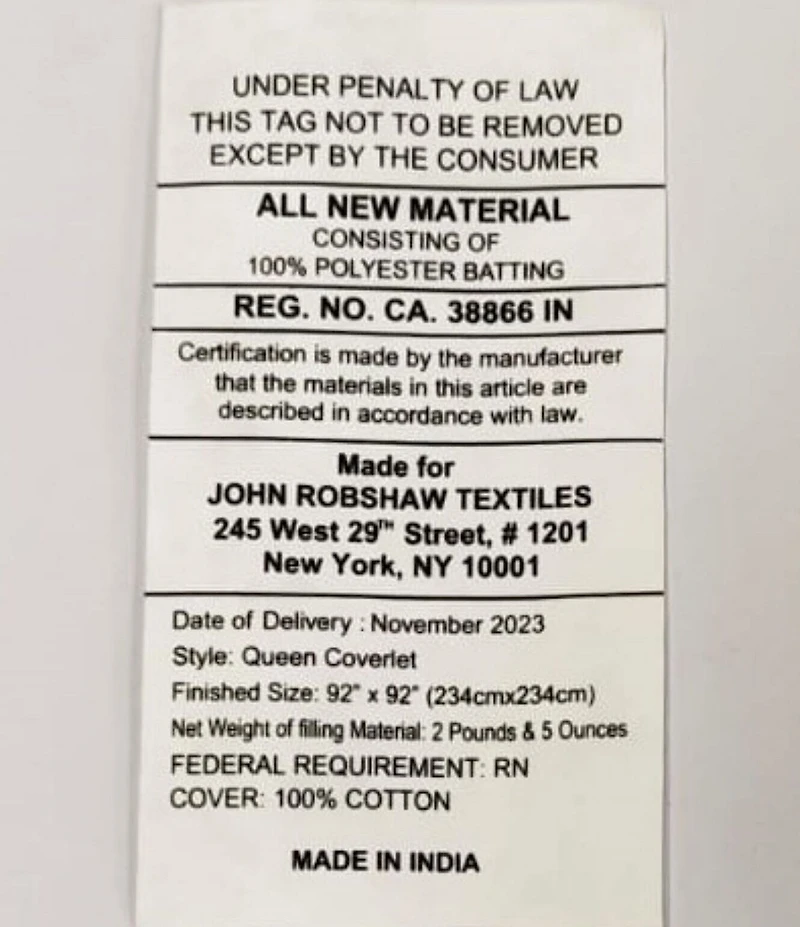 UNDER PENALTY OF LAW
THIS TAG NOT TO BE REMOVED
EXCEPT BY THE CONSUMER
ALL NEW MATERIAL
CONSISTING OF
100% POLYESTER BATTING
REG. NO. CA. 38866 IN
Certification is made by the manufacturer
that the materials in this article are
described in accordance with law.
Made for
JOHN ROBSHAW TEXTILES
245 West 29™ Street, # 1201
New York, NY 10001
Date of Delivery : November 2023
Style: Queen Coverlet
Finished Size: 92" x 92" (234cmx234cm)
Net Weight of filling Material: 2 Pounds & 5 Ounces
FEDERAL REQUIREMENT: RN
COVER: 100% COTTON
MADE IN INDIA